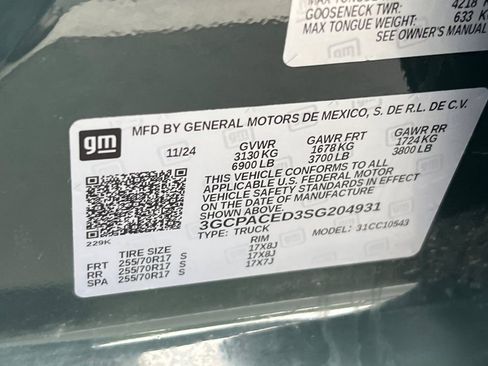 GOOSENECK TWR: 4218
MAX TONGUE WEIGHT: 633
SEE OWNER'S MANUAL
gm
MFD BY GENERAL MOTORS DE MEXICO, S. DE R.L. DE C.V.
11/24 GVWR GAWR FRT GAWR RR
3130 KG 1678 KG 1724 KG
6900 LB 3700 LB 3800 LB
THIS VEHICLE CONFORMS TO ALL
APPLICABLE U.S. FEDERAL MOTOR
VEHICLE SAFETY STANDARDS IN EFFECT
ON THE DATE OF MANUFACTURE SHOWN ABOVE.
3GCPACED3SG204931
229K TYPE: TRUCK MODEL: 31CC10543
TIRE SIZE RIM
FRT 255/70R17 S 17X8J
RR 255/70R17 S 17X8J
SPA 255/70R17 S 17X7J